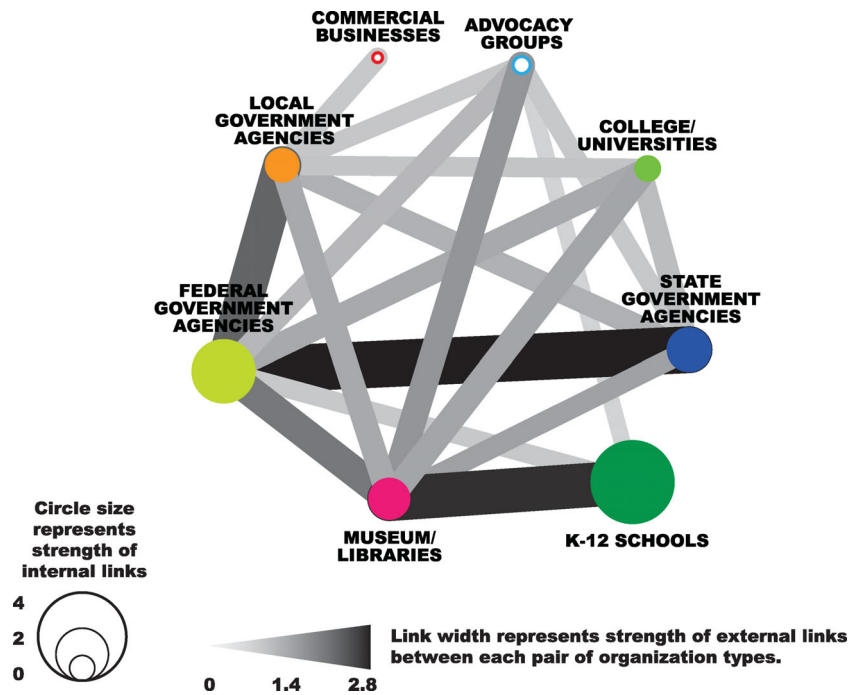 COMMERCIAL
BUSINESSES
ADVOCACY
GROUPS
LOCAL
GOVERNMENT
AGENCIES
COLLEGE/
UNIVERSITIES
FEDERAL
GOVERNMENT
AGENCIES
STATE
GOVERNMENT
AGENCIES
MUSEUM/
LIBRARIES
K-12 SCHOOLS
Circle size
represents
strength of
internal links
4
2
0
Link width represents strength of external links
between each pair of organization types.
0 1.4 2.8